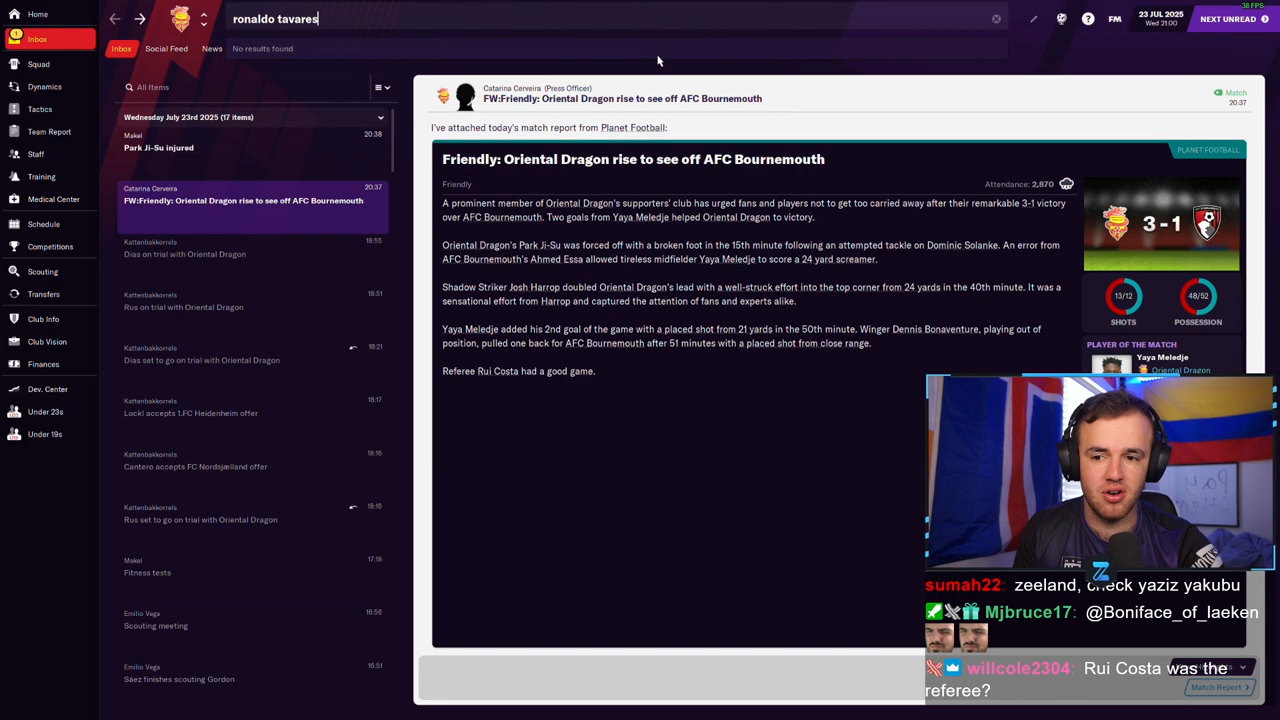 38 FPS
Home
ronaldo tavares
FM
23 JUL 2025
Wed 21:00
NEXT UNREAD
1
Inbox
Inbox
Social Feed
News
No results found
Squad
Dynamics
Tactics
Team Report
Staff
Training
Medical Center
Schedule
Competitions
Scouting
Transfers
Club Info
Club Vision
Finances
Dev. Center
Under 23s
Under 19s
All Items
Wednesday July 23rd 2025 (17 items)
Makel
20:38
Park Ji-Su injured
Catarina Cerveira
20:37
FW:Friendly: Oriental Dragon rise to see off AFC Bournemouth
Kattenbakkorrels
18:55
Dias on trial with Oriental Dragon
Kattenbakkorrels
18:51
Rus on trial with Oriental Dragon
Kattenbakkorrels
18:21
Dias set to go on trial with Oriental Dragon
Kattenbakkorrels
18:17
Lockl accepts 1.FC Heidenheim offer
Kattenbakkorrels
18:16
Cantero accepts FC Nordsjælland offer
Kattenbakkorrels
18:16
Rus set to go on trial with Oriental Dragon
Makel
17:18
Fitness tests
Emilio Vega
16:56
Scouting meeting
Emilio Vega
16:51
Sáez finishes scouting Gordon
Catarina Cerveira (Press Officer)
FW:Friendly: Oriental Dragon rise to see off AFC Bournemouth
Match
20:37
I've attached today's match report from Planet Football:
PLANET FOOTBALL
Friendly: Oriental Dragon rise to see off AFC Bournemouth
Friendly
Attendance: 2,870
A prominent member of Oriental Dragon's supporters' club has urged fans and players not to get too carried away after their remarkable 3-1 victory
over AFC Bournemouth. Two goals from Yaya Meledje helped Oriental Dragon to victory.
Oriental Dragon's Park Ji-Su was forced off with a broken foot in the 15th minute following an attempted tackle on Dominic Solanke. An error from
AFC Bournemouth's Ahmed Essa allowed tireless midfielder Yaya Meledje to score a 24 yard screamer.
Shadow Striker Josh Harrop doubled Oriental Dragon's lead with a well-struck effort into the top corner from 24 yards in the 40th minute. It was a
sensational effort from Harrop and captured the attention of fans and experts alike.
Yaya Meledje added his 2nd goal of the game with a placed shot from 21 yards in the 50th minute. Winger Dennis Bonaventure, playing out of
position, pulled one back for AFC Bournemouth after 51 minutes with a placed shot from close range.
Referee Rui Costa had a good game.
3 - 1
13/12
SHOTS
48/52
POSSESSION
PLAYER OF THE MATCH
Yaya Meledje
Oriental Dragon
sumah22: zeeland, check yaziz yakubu
Mjbruce17: @Boniface_of_laeken
willcole2304: Rui Costa was the
referee?
Match Report